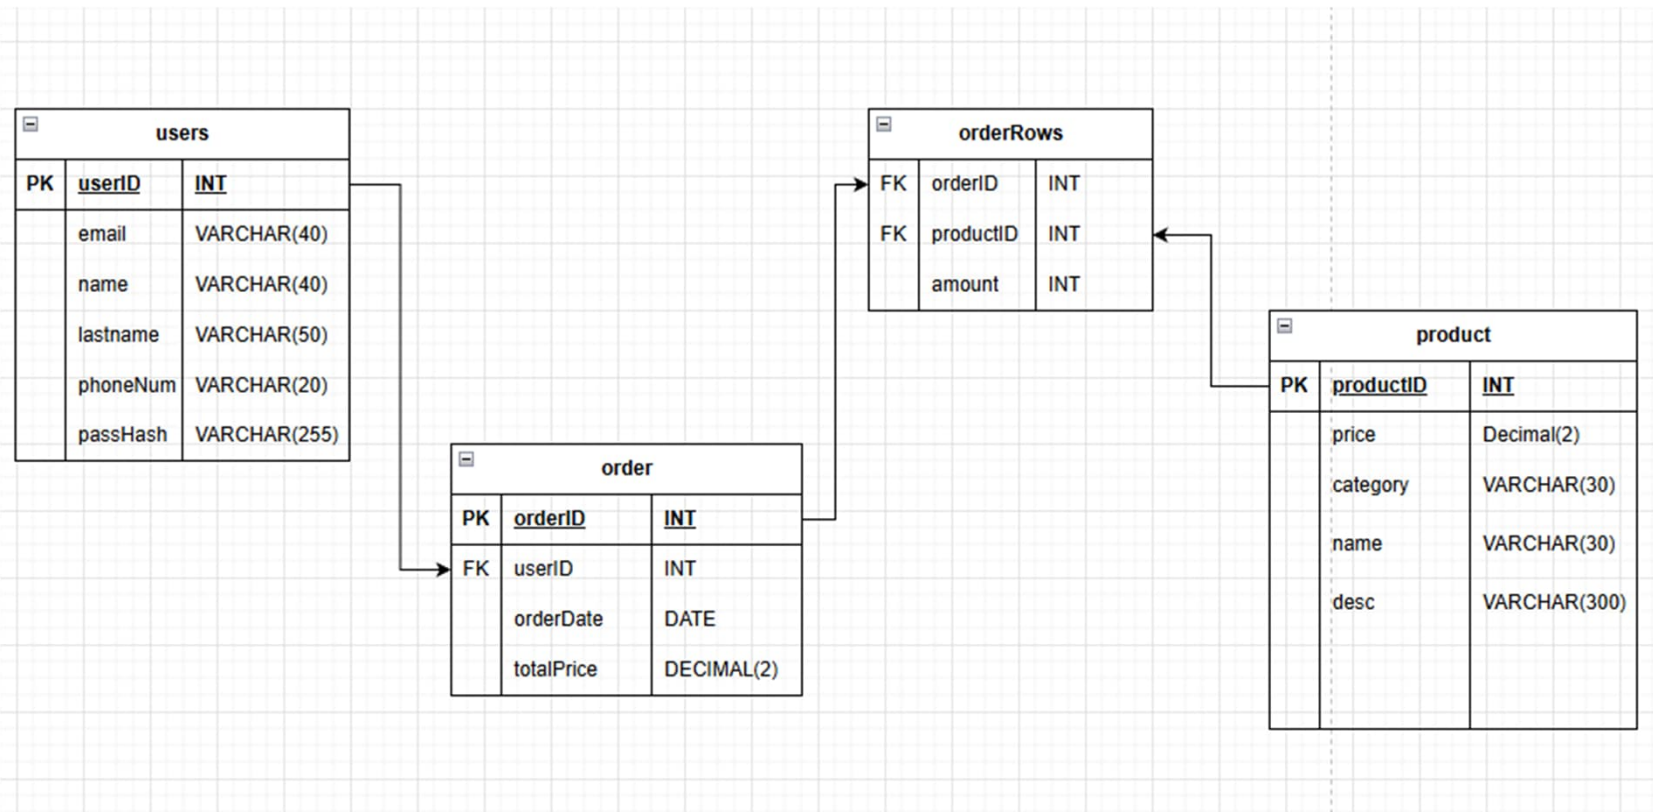 users
PK userID INT
email VARCHAR(40)
name VARCHAR(40)
lastname VARCHAR(50)
phoneNum VARCHAR(20)
passHash VARCHAR(255)
order
PK orderID INT
FK userID INT
orderDate DATE
totalPrice DECIMAL(2)
orderRows
FK orderID INT
FK productID INT
amount INT
product
PK productID INT
price Decimal(2)
category VARCHAR(30)
name VARCHAR(30)
desc VARCHAR(300)